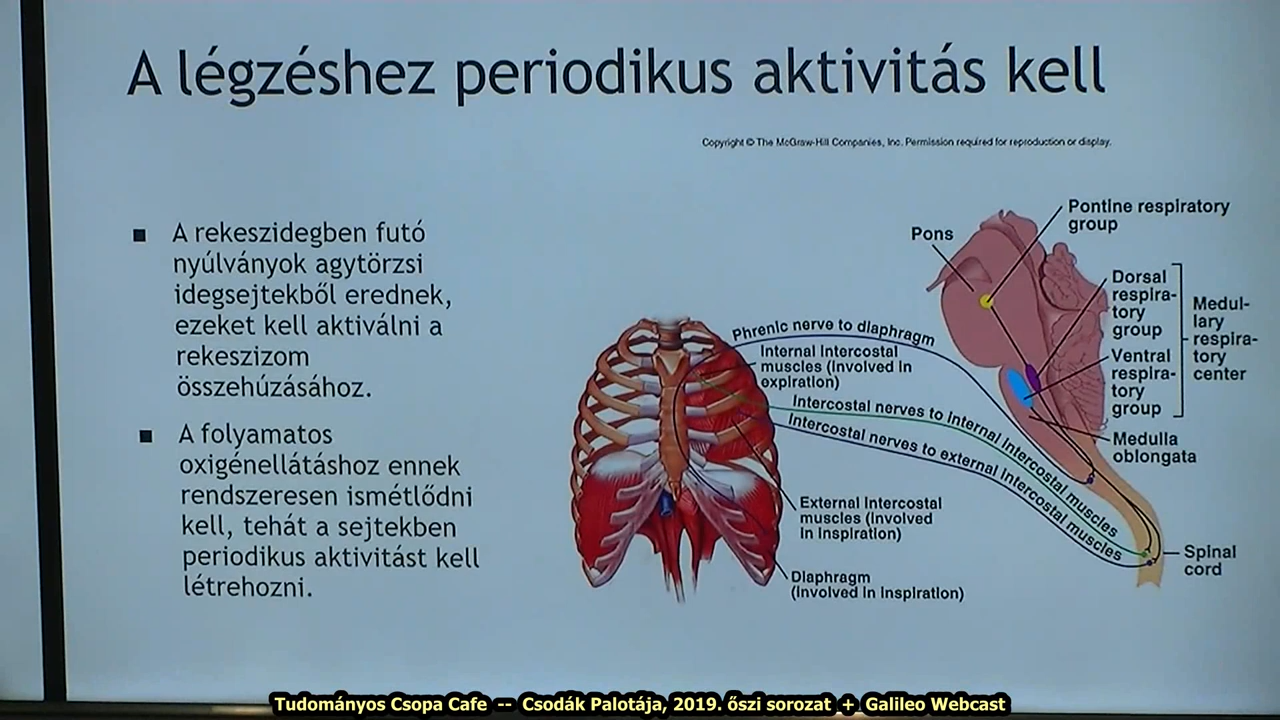 A légzéshez periodikus aktivitás kell
Copyright © The McGraw-Hill Companies, Inc. Permission required for reproduction or display.
■ A rekeszidegben futó
nyúlványok agytörzsi
idegsejtekből erednek,
ezeket kell aktiválni a
rekeszizom
összehúzásához.
■ A folyamatos
oxigénellátáshoz ennek
rendszeresen ismétlődni
kell, tehát a sejtekben
periodikus aktivitást kell
létrehozni.
Pontine respiratory
group
Pons
Dorsal
respira-
tory
group
Medul-
lary
respira-
tory
center
Ventral
respira-
tory
group
Medulla
oblongata
Phrenic nerve to diaphragm
Internal intercostal
muscles (Involved in
expiration)
Intercostal nerves to internal intercostal muscles
Intercostal nerves to external intercostal muscles
External intercostal
muscles (Involved
in inspiration)
Diaphragm
(Involved in inspiration)
Spinal
cord
Tudományos Csopa Cafe -- Csodák Palotája, 2019. őszi sorozat + Galileo Webcast